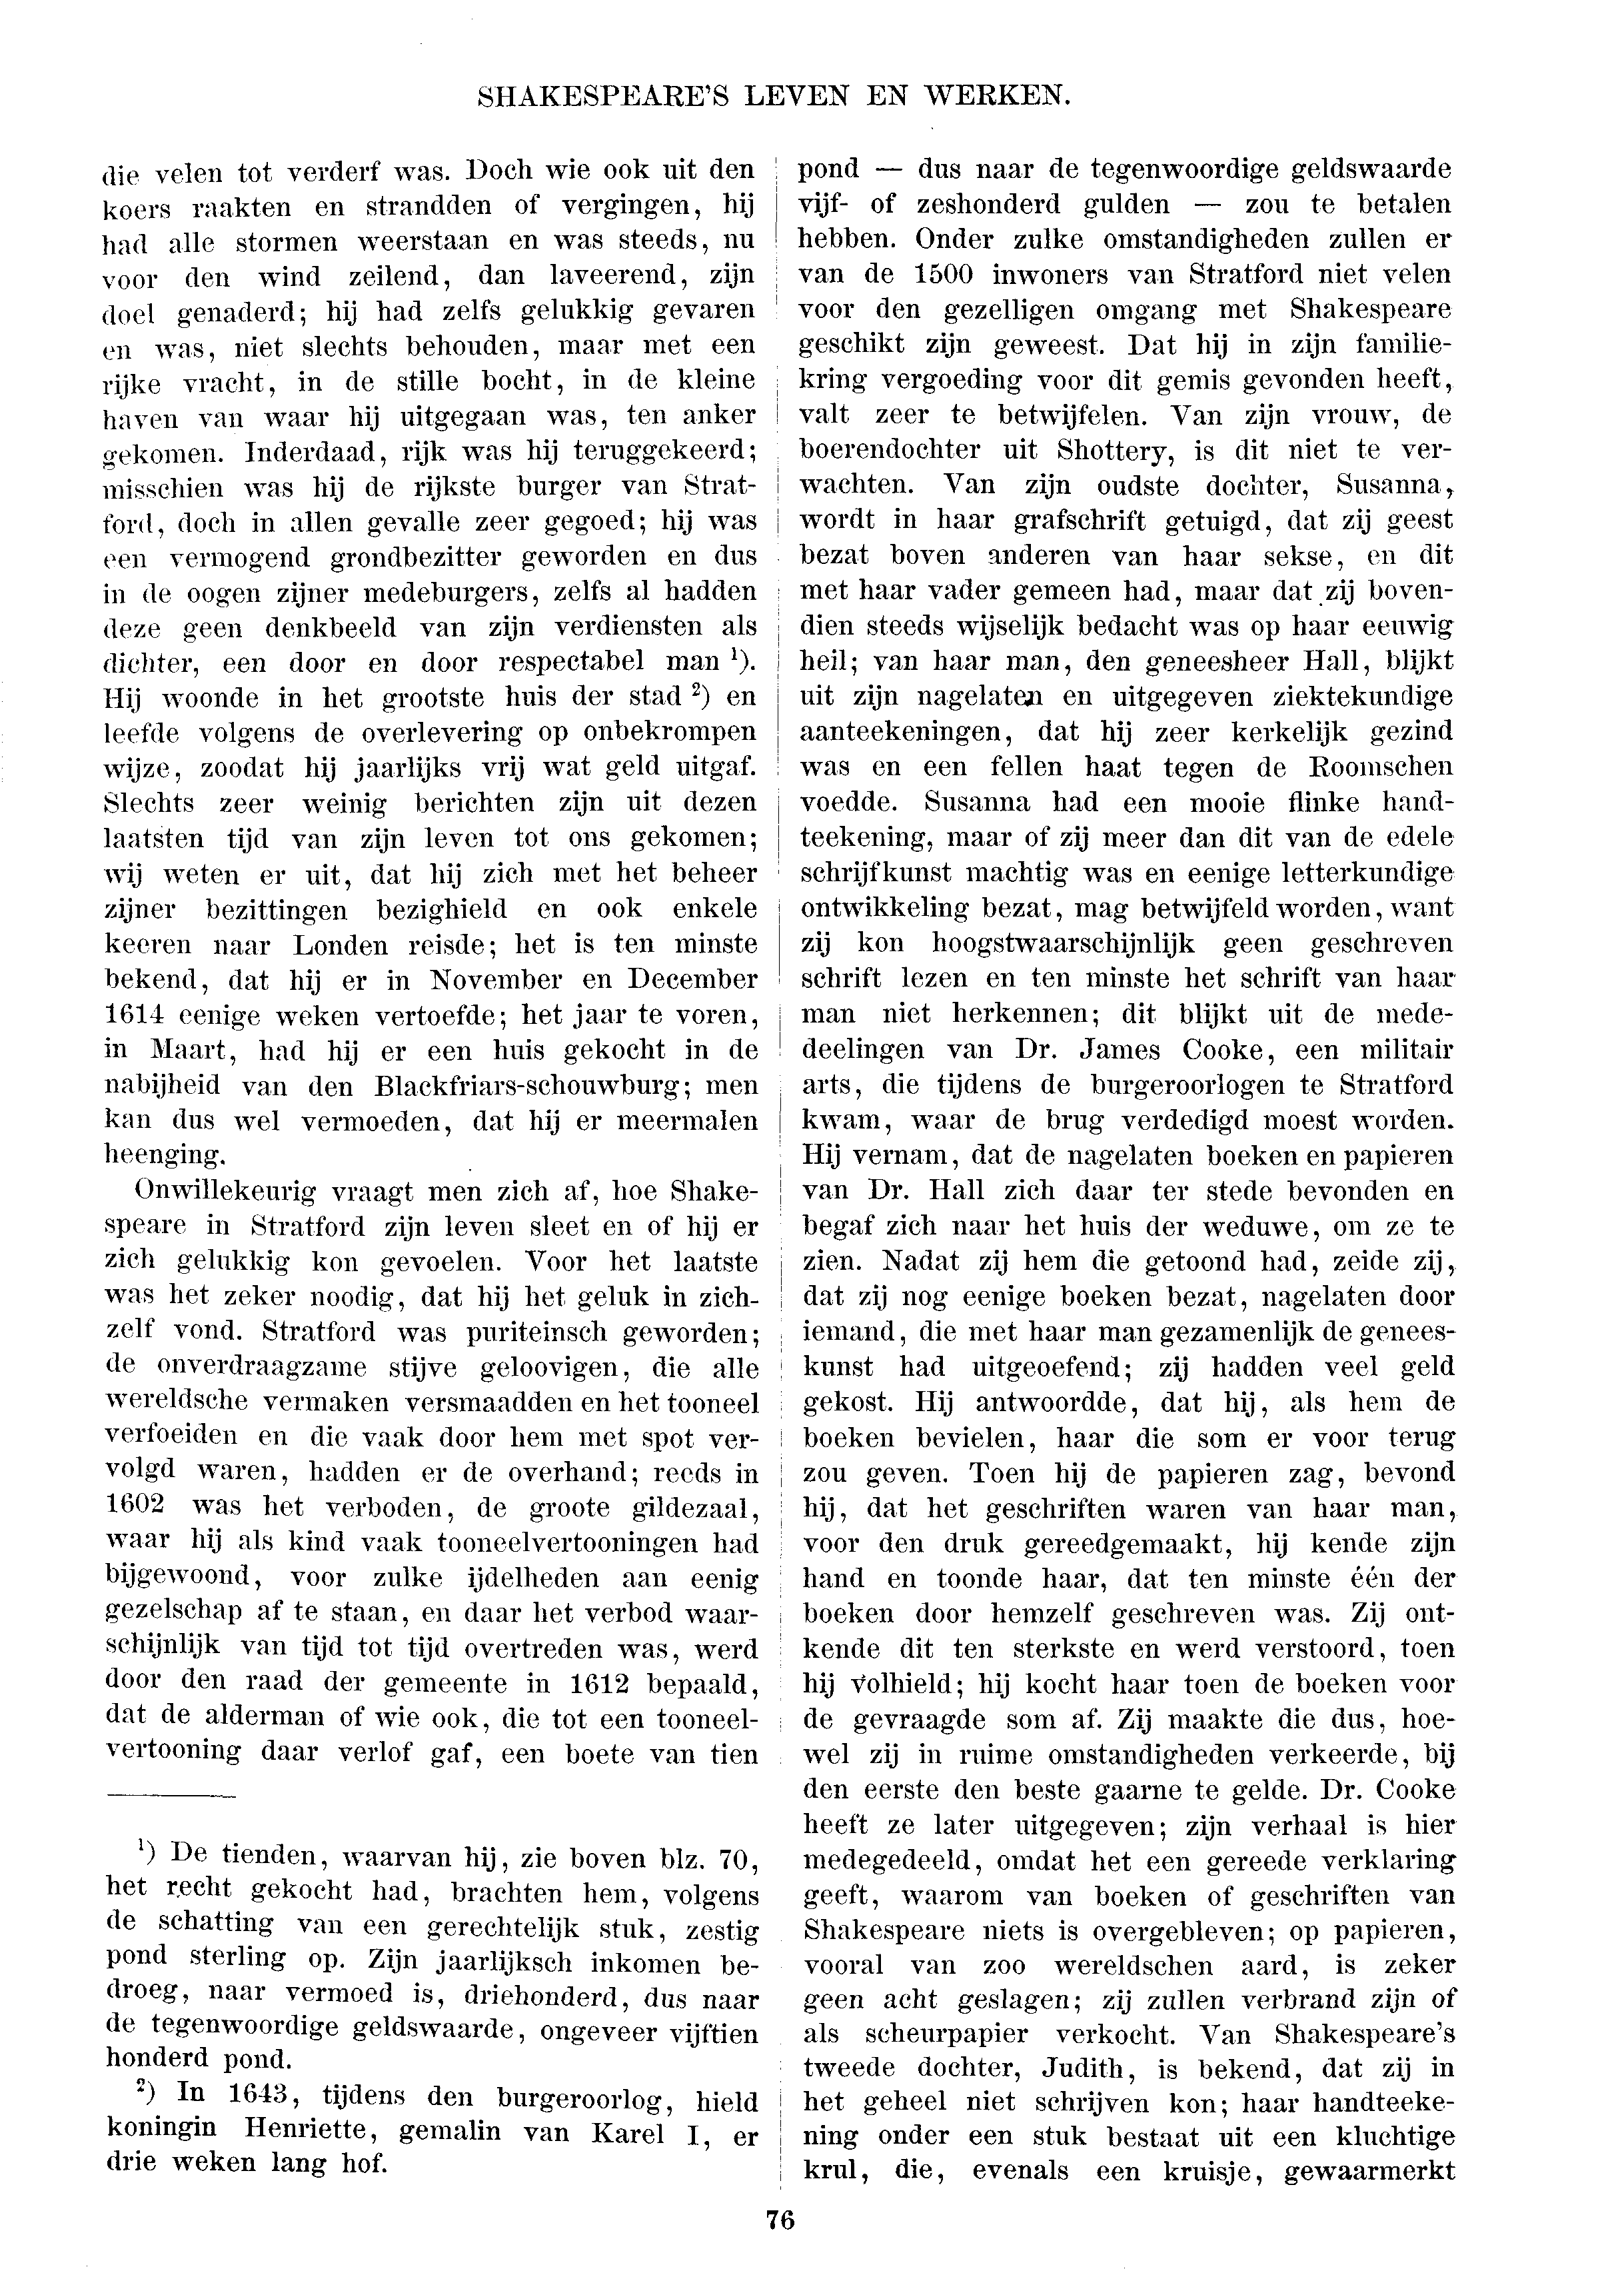 SHAKESPEARE'S LEVEN EN WERKEN.
die velen tot verderf was. Doch wie ook uit den
koers raakten en strandden of vergingen, hij
had alle stormen weerstaan en was steeds, nu
voor den wind zeilend, dan laveerend, zijn
doel genaderd; hij had zelfs gelukkig gevaren
en was, niet slechts behouden, maar met een
rijke vracht, in de stille bocht, in de kleine
haven van waar hij uitgegaan was, ten anker
gekomen. Inderdaad, rijk was hij teruggekeerd;
misschien was hij de rijkste burger van Strat-
ford, doch in allen gevalle zeer gegoed; hij was
een vermogend grondbezitter geworden en dus
in de oogen zijner medeburgers, zelfs al hadden
deze geen denkbeeld van zijn verdiensten als
dichter, een door en door respectabel man ¹).
Hij woonde in het grootste huis der stad ²) en
leefde volgens de overlevering op onbekrompen
wijze, zoodat hij jaarlijks vrij wat geld uitgaf.
Slechts zeer weinig berichten zijn uit dezen
laatsten tijd van zijn leven tot ons gekomen;
wij weten er uit, dat hij zich met het beheer
zijner bezittingen bezighield en ook enkele
keeren naar Londen reisde; het is ten minste
bekend, dat hij er in November en December
1614 eenige weken vertoefde; het jaar te voren,
in Maart, had hij er een huis gekocht in de
nabijheid van den Blackfriars-schouwburg; men
kan dus wel vermoeden, dat hij er meermalen
heenging.
Onwillekeurig vraagt men zich af, hoe Shake-
speare in Stratford zijn leven sleet en of hij er
zich gelukkig kon gevoelen. Voor het laatste
was het zeker noodig, dat hij het geluk in zich-
zelf vond. Stratford was puriteinsch geworden;
de onverdraagzame stijve geloovigen, die alle
wereldsche vermaken versmaadden en het tooneel
verfoeiden en die vaak door hem met spot ver-
volgd waren, hadden er de overhand; reeds in
1602 was het verboden, de groote gildezaal,
waar hij als kind vaak tooneelvertooningen had
bijgewoond, voor zulke ijdelheden aan eenig
gezelschap af te staan, en daar het verbod waar-
schijnlijk van tijd tot tijd overtreden was, werd
door den raad der gemeente in 1612 bepaald,
dat de alderman of wie ook, die tot een tooneel-
vertooning daar verlof gaf, een boete van tien
¹) De tienden, waarvan hij, zie boven blz. 70,
het recht gekocht had, brachten hem, volgens
de schatting van een gerechtelijk stuk, zestig
pond sterling op. Zijn jaarlijksch inkomen be-
droeg, naar vermoed is, driehonderd, dus naar
de tegenwoordige geldswaarde, ongeveer vijftien
honderd pond.
²) In 1643, tijdens den burgeroorlog, hield
koningin Henriette, gemalin van Karel I, er
drie weken lang hof.
pond — dus naar de tegenwoordige geldswaarde
vijf- of zeshonderd gulden — zou te betalen
hebben. Onder zulke omstandigheden zullen er
van de 1500 inwoners van Stratford niet velen
voor den gezelligen omgang met Shakespeare
geschikt zijn geweest. Dat hij in zijn familie-
kring vergoeding voor dit gemis gevonden heeft,
valt zeer te betwijfelen. Van zijn vrouw, de
boerendochter uit Shottery, is dit niet te ver-
wachten. Van zijn oudste dochter, Susanna,
wordt in haar grafschrift getuigd, dat zij geest
bezat boven anderen van haar sekse, en dit
met haar vader gemeen had, maar dat zij boven-
dien steeds wijselijk bedacht was op haar eeuwig
heil; van haar man, den geneesheer Hall, blijkt
uit zijn nagelaten en uitgegeven ziektekundige
aanteekeningen, dat hij zeer kerkelijk gezind
was en een fellen haat tegen de Roomschen
voedde. Susanna had een mooie flinke hand-
teekening, maar of zij meer dan dit van de edele
schrijfkunst machtig was en eenige letterkundige
ontwikkeling bezat, mag betwijfeld worden, want
zij kon hoogstwaarschijnlijk geen geschreven
schrift lezen en ten minste het schrift van haar
man niet herkennen; dit blijkt uit de mede-
deelingen van Dr. James Cooke, een militair
arts, die tijdens de burgeroorlogen te Stratford
kwam, waar de brug verdedigd moest worden.
Hij vernam, dat de nagelaten boeken en papieren
van Dr. Hall zich daar ter stede bevonden en
begaf zich naar het huis der weduwe, om ze te
zien. Nadat zij hem die getoond had, zeide zij,
dat zij nog eenige boeken bezat, nagelaten door
iemand, die met haar man gezamenlijk de genees-
kunst had uitgeoefend; zij hadden veel geld
gekost. Hij antwoordde, dat hij, als hem de
boeken bevielen, haar die som er voor terug
zou geven. Toen hij de papieren zag, bevond
hij, dat het geschriften waren van haar man,
voor den druk gereedgemaakt, hij kende zijn
hand en toonde haar, dat ten minste één der
boeken door hemzelf geschreven was. Zij ont-
kende dit ten sterkste en werd verstoord, toen
hij volhield; hij kocht haar toen de boeken voor
de gevraagde som af. Zij maakte die dus, hoe-
wel zij in ruime omstandigheden verkeerde, bij
den eerste den beste gaarne te gelde. Dr. Cooke
heeft ze later uitgegeven; zijn verhaal is hier
medegedeeld, omdat het een gereede verklaring
geeft, waarom van boeken of geschriften van
Shakespeare niets is overgebleven; op papieren,
vooral van zoo wereldschen aard, is zeker
geen acht geslagen; zij zullen verbrand zijn of
als scheurpapier verkocht. Van Shakespeare's
tweede dochter, Judith, is bekend, dat zij in
het geheel niet schrijven kon; haar handteeke-
ning onder een stuk bestaat uit een kluchtige
krul, die, evenals een kruisje, gewaarmerkt
76